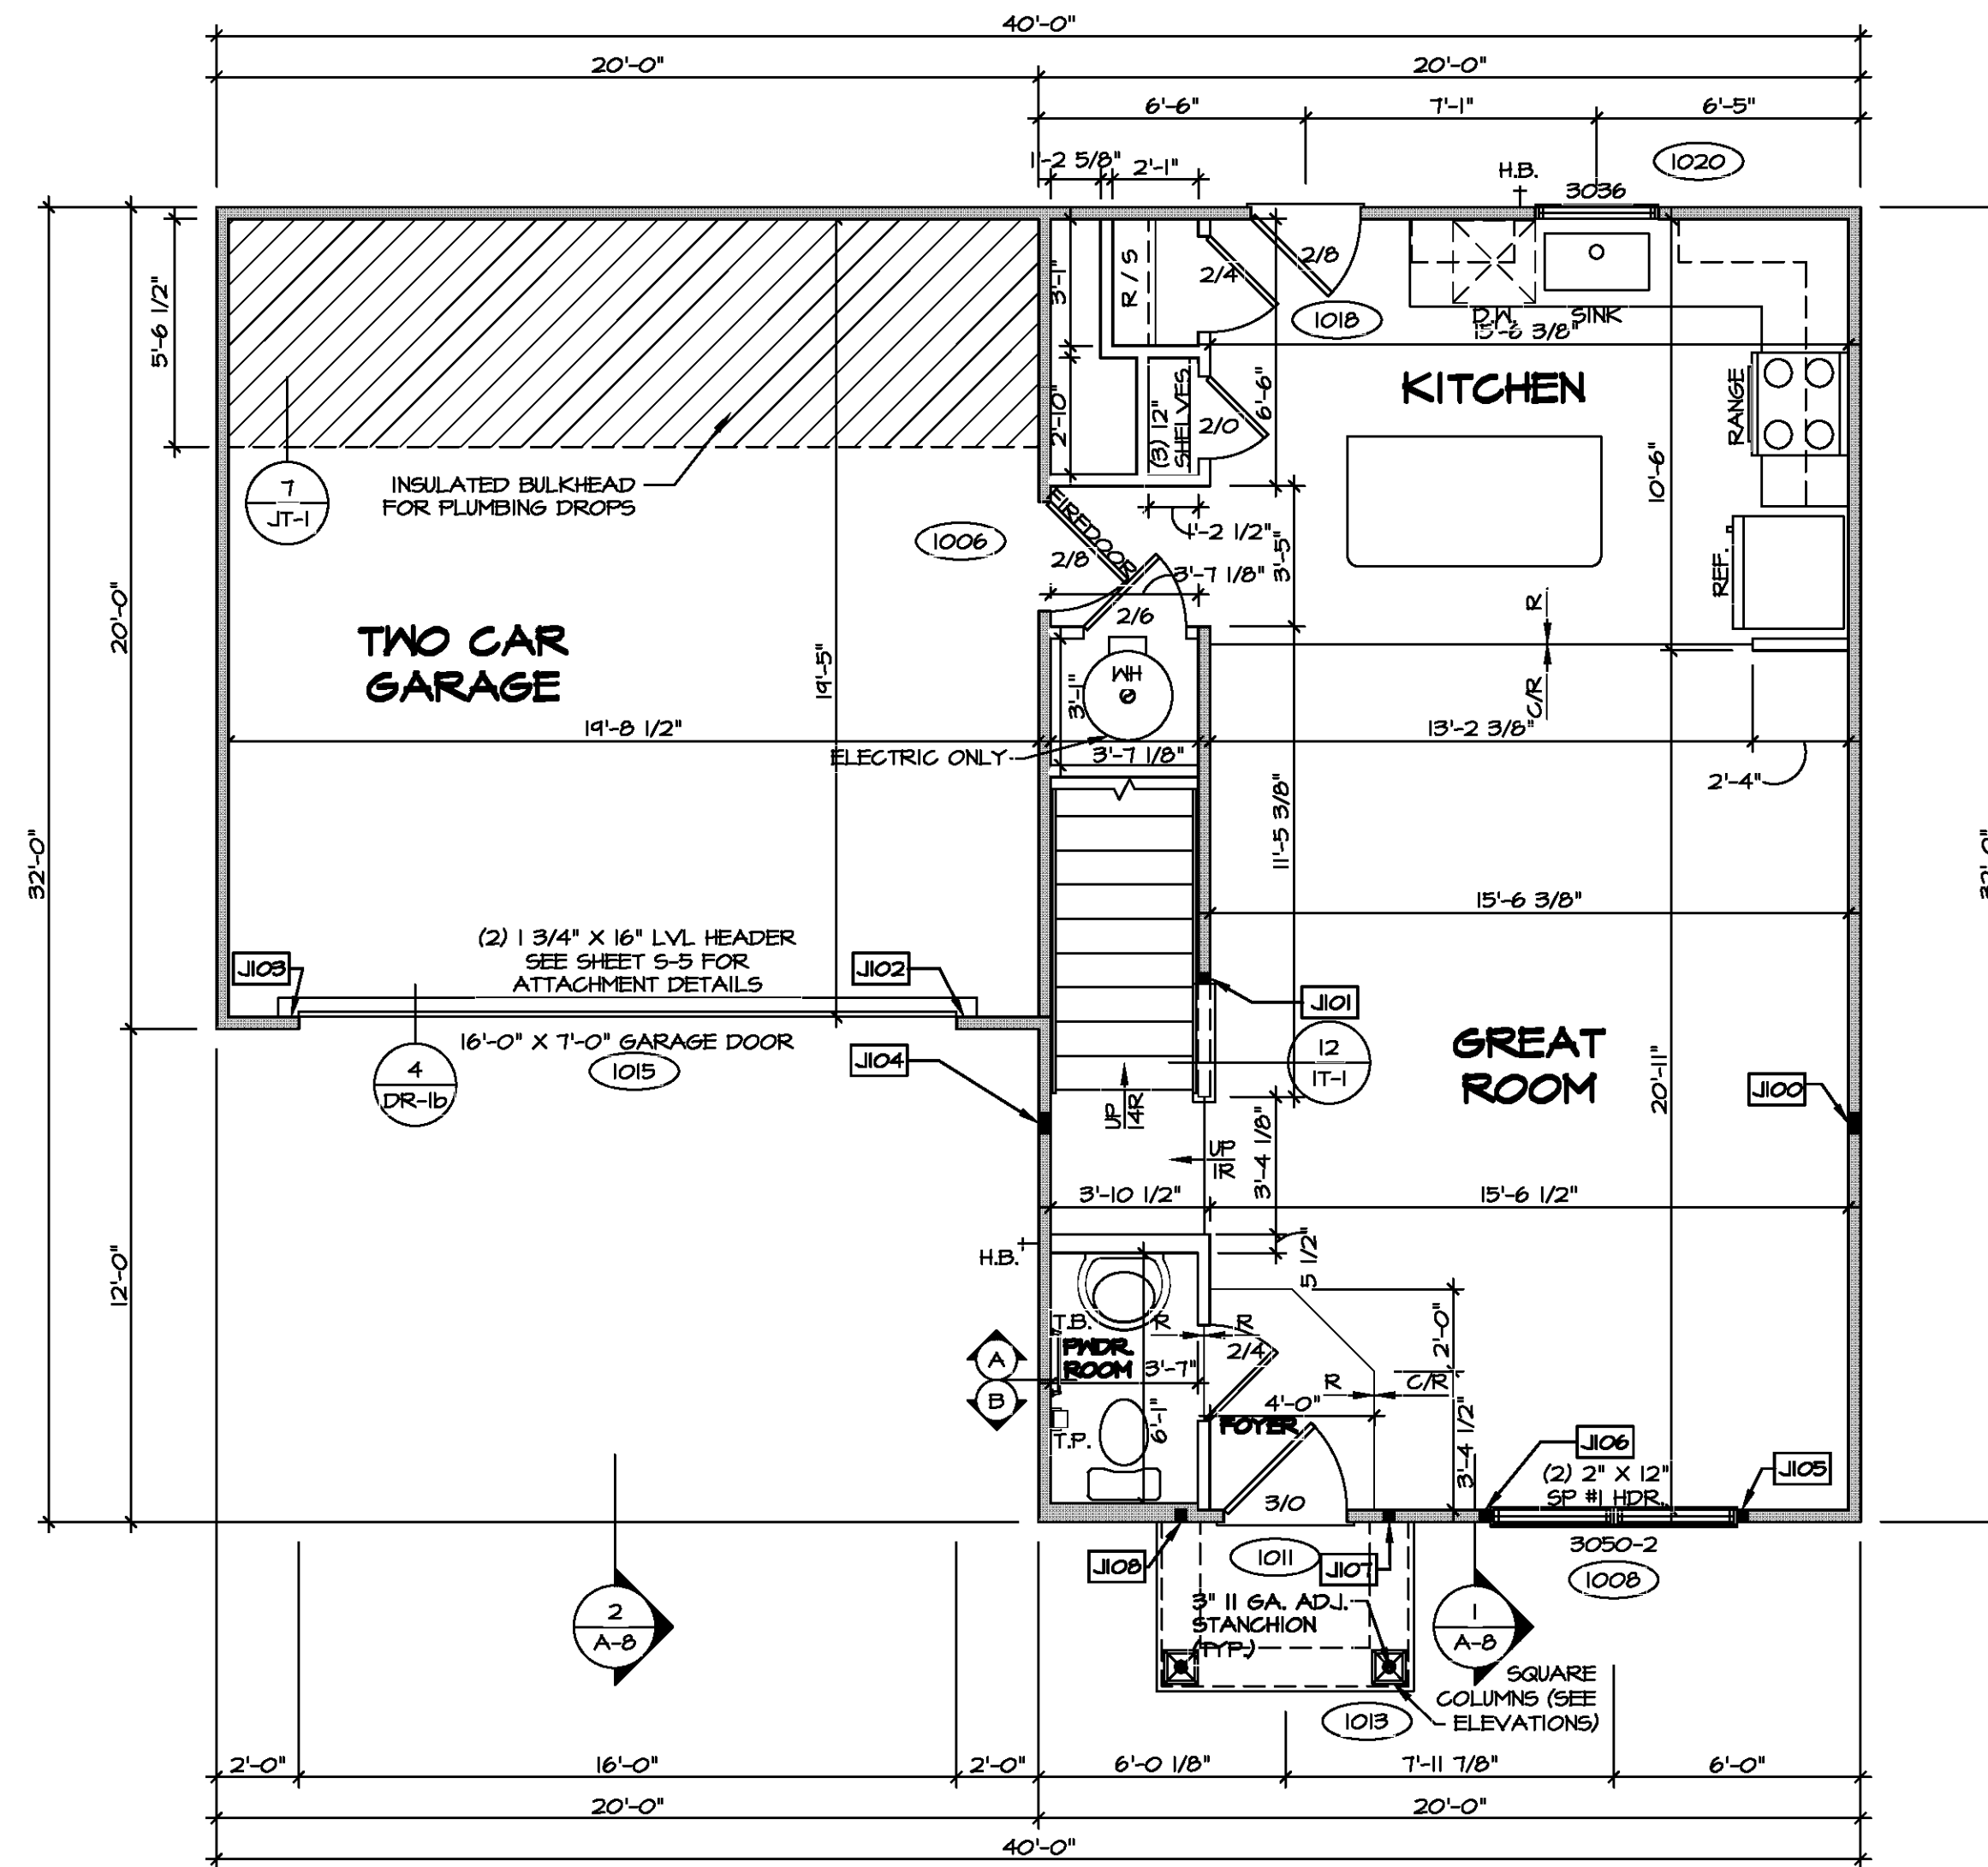 40'-0"
20'-0"
20'-0"
6'-6"
7'-1"
6'-5"
1'-2 5/8"
2'-1"
H.B.
1020
3036
5'-6 1/2"
3'-1"
R / S
2/4
2/8
1018
D.W.
SINK
15'-6 3/8"
KITCHEN
RANGE
2'-10"
(3) 12"
SHELVES
2/0
6'-6"
10'-6"
7
JT-1
INSULATED BULKHEAD
FOR PLUMBING DROPS
1006
FIREDOOR
2/8
1'-2 1/2"
3'-5"
3'-7 1/8"
2/6
REF.
R
C/R
20'-0"
32'-0"
TWO CAR
GARAGE
19'-5"
WH
3'-1"
19'-8 1/2"
ELECTRIC ONLY
3'-7 1/8"
13'-2 3/8"
2'-4"
11'-5 3/8"
32'-0"
15'-6 3/8"
(2) 1 3/4" X 16" LVL HEADER
SEE SHEET S-5 FOR
ATTACHMENT DETAILS
J103
J102
J101
16'-0" X 7'-0" GARAGE DOOR
1015
4
DR-1b
J104
12
1T-1
GREAT
ROOM
20'-11"
J100
UP
14R
UP
1R
3'-4 1/8"
3'-10 1/2"
15'-6 1/2"
12'-0"
H.B.
5 1/2"
T.B.
R
R
2/4
PWDR.
ROOM
3'-7"
A
B
2'-0"
R
C/R
4'-0"
FOYER
T.P.
6'-1"
3'-4 1/2"
J106
(2) 2" X 12"
SP #1 HDR.
J105
3/0
3050-2
1008
J108
1011
J107
3" 11 GA. ADJ.
STANCHION
(TYP.)
2
A-8
1
A-8
SQUARE
COLUMNS (SEE
ELEVATIONS)
1013
2'-0"
16'-0"
2'-0"
6'-0 1/8"
7'-11 7/8"
6'-0"
20'-0"
20'-0"
40'-0"